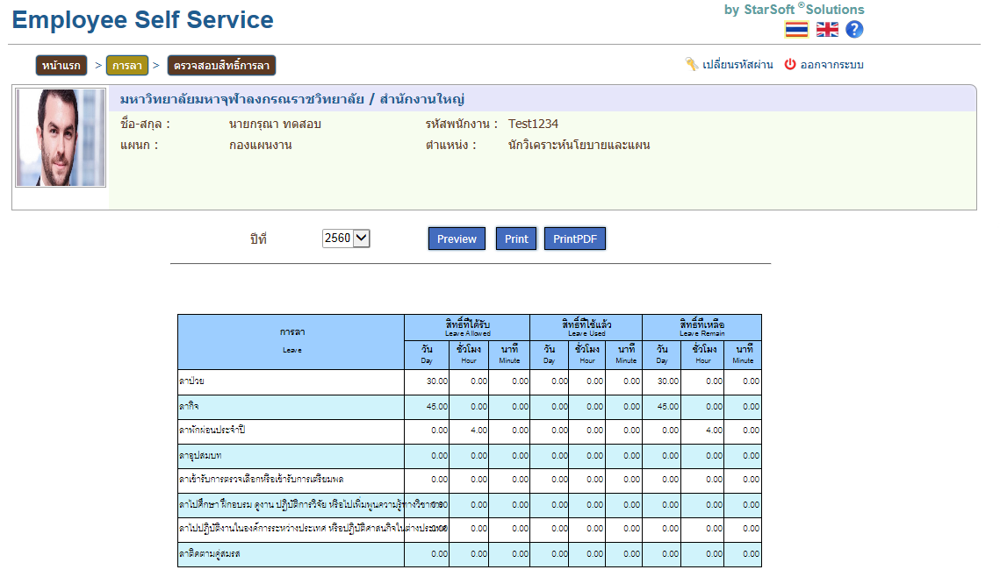 Employee Self Service
by StarSoft ®Solutions
?
หน้าแรก > การลา > ตรวจสอบสิทธิ์การลา
เปลี่ยนรหัสผ่าน ออกจากระบบ
มหาวิทยาลัยมหาจุฬาลงกรณราชวิทยาลัย / สำนักงานใหญ่
ชื่อ-สกุล : นายกรุณา ทดสอบ รหัสพนักงาน : Test1234
แผนก : กองแผนงาน ตำแหน่ง : นักวิเคราะห์นโยบายและแผน
ปีที่ 2560 Preview Print PrintPDF
การลา สิทธิ์ที่ได้รับ สิทธิ์ที่ใช้แล้ว สิทธิ์ที่เหลือ
Leave Leave Allowed Leave Used Leave Remain
วัน ชั่วโมง นาที วัน ชั่วโมง นาที วัน ชั่วโมง นาที
Day Hour Minute Day Hour Minute Day Hour Minute
ลาป่วย 30.00 0.00 0.00 0.00 0.00 0.00 30.00 0.00 0.00
ลากิจ 45.00 0.00 0.00 0.00 0.00 0.00 45.00 0.00 0.00
ลาพักผ่อนประจำปี 0.00 4.00 0.00 0.00 0.00 0.00 0.00 4.00 0.00
ลาอุปสมบท 0.00 0.00 0.00 0.00 0.00 0.00 0.00 0.00 0.00
ลาเข้ารับการตรวจเลือกหรือเข้ารับการเตรียมพล 0.00 0.00 0.00 0.00 0.00 0.00 0.00 0.00 0.00
ลาไปศึกษา ฝึกอบรม ดูงาน ปฏิบัติการวิจัย หรือไปเพิ่มพูนความรู้ทางวิชาการ 0.00 0.00 0.00 0.00 0.00 0.00 0.00 0.00 0.00
ลาไปปฏิบัติงานในองค์การระหว่างประเทศ หรือปฏิบัติศาสนกิจในต่างประเทศ 0.00 0.00 0.00 0.00 0.00 0.00 0.00 0.00 0.00
ลาติดตามคู่สมรส 0.00 0.00 0.00 0.00 0.00 0.00 0.00 0.00 0.00